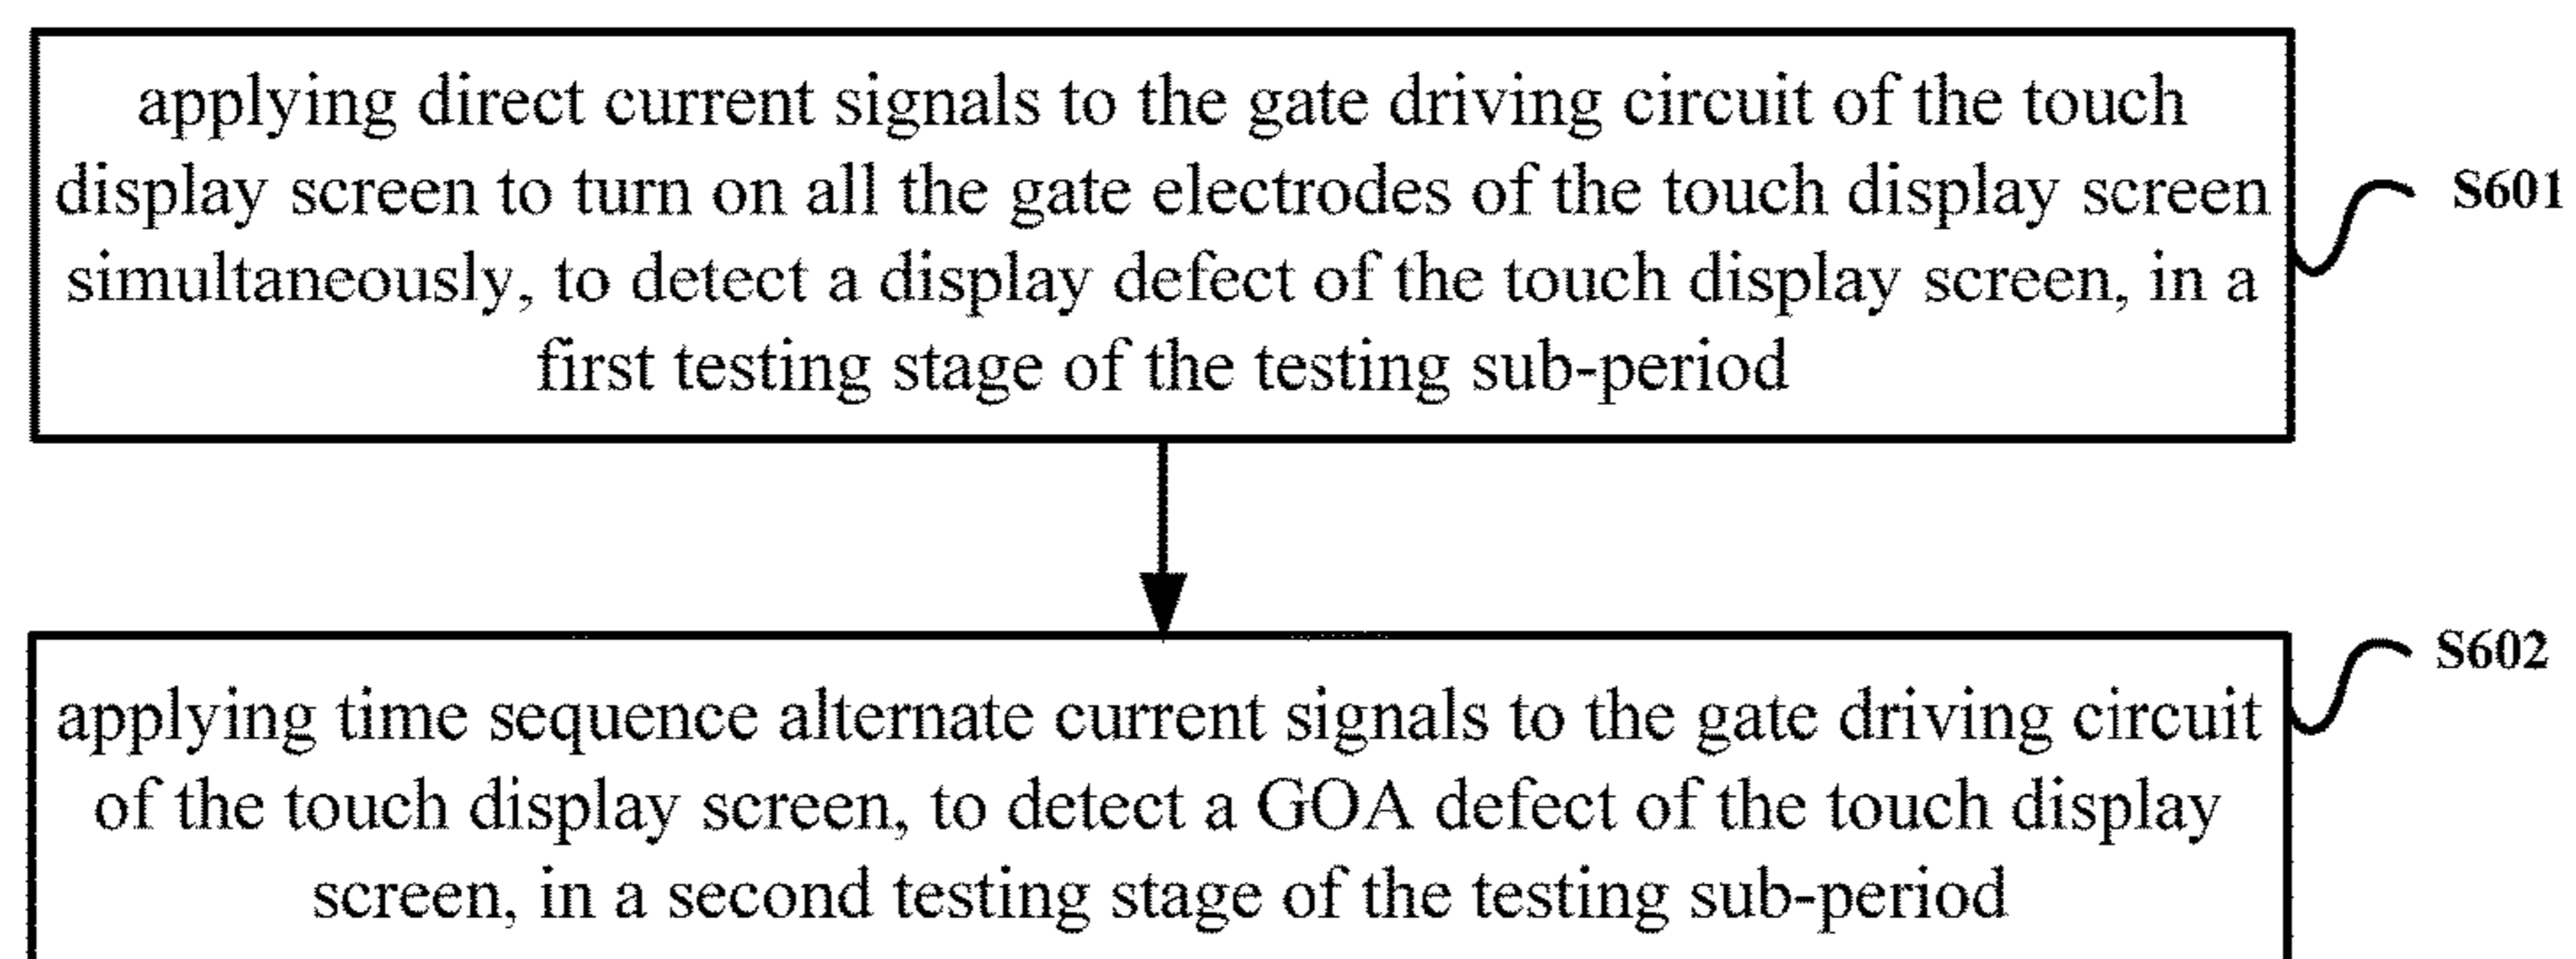 applying direct current signals to the gate driving circuit of the touch
display screen to turn on all the gate electrodes of the touch display screen
simultaneously, to detect a display defect of the touch display screen, in a
first testing stage of the testing sub-period
S601
S602
applying time sequence alternate current signals to the gate driving circuit
of the touch display screen, to detect a GOA defect of the touch display
screen, in a second testing stage of the testing sub-period